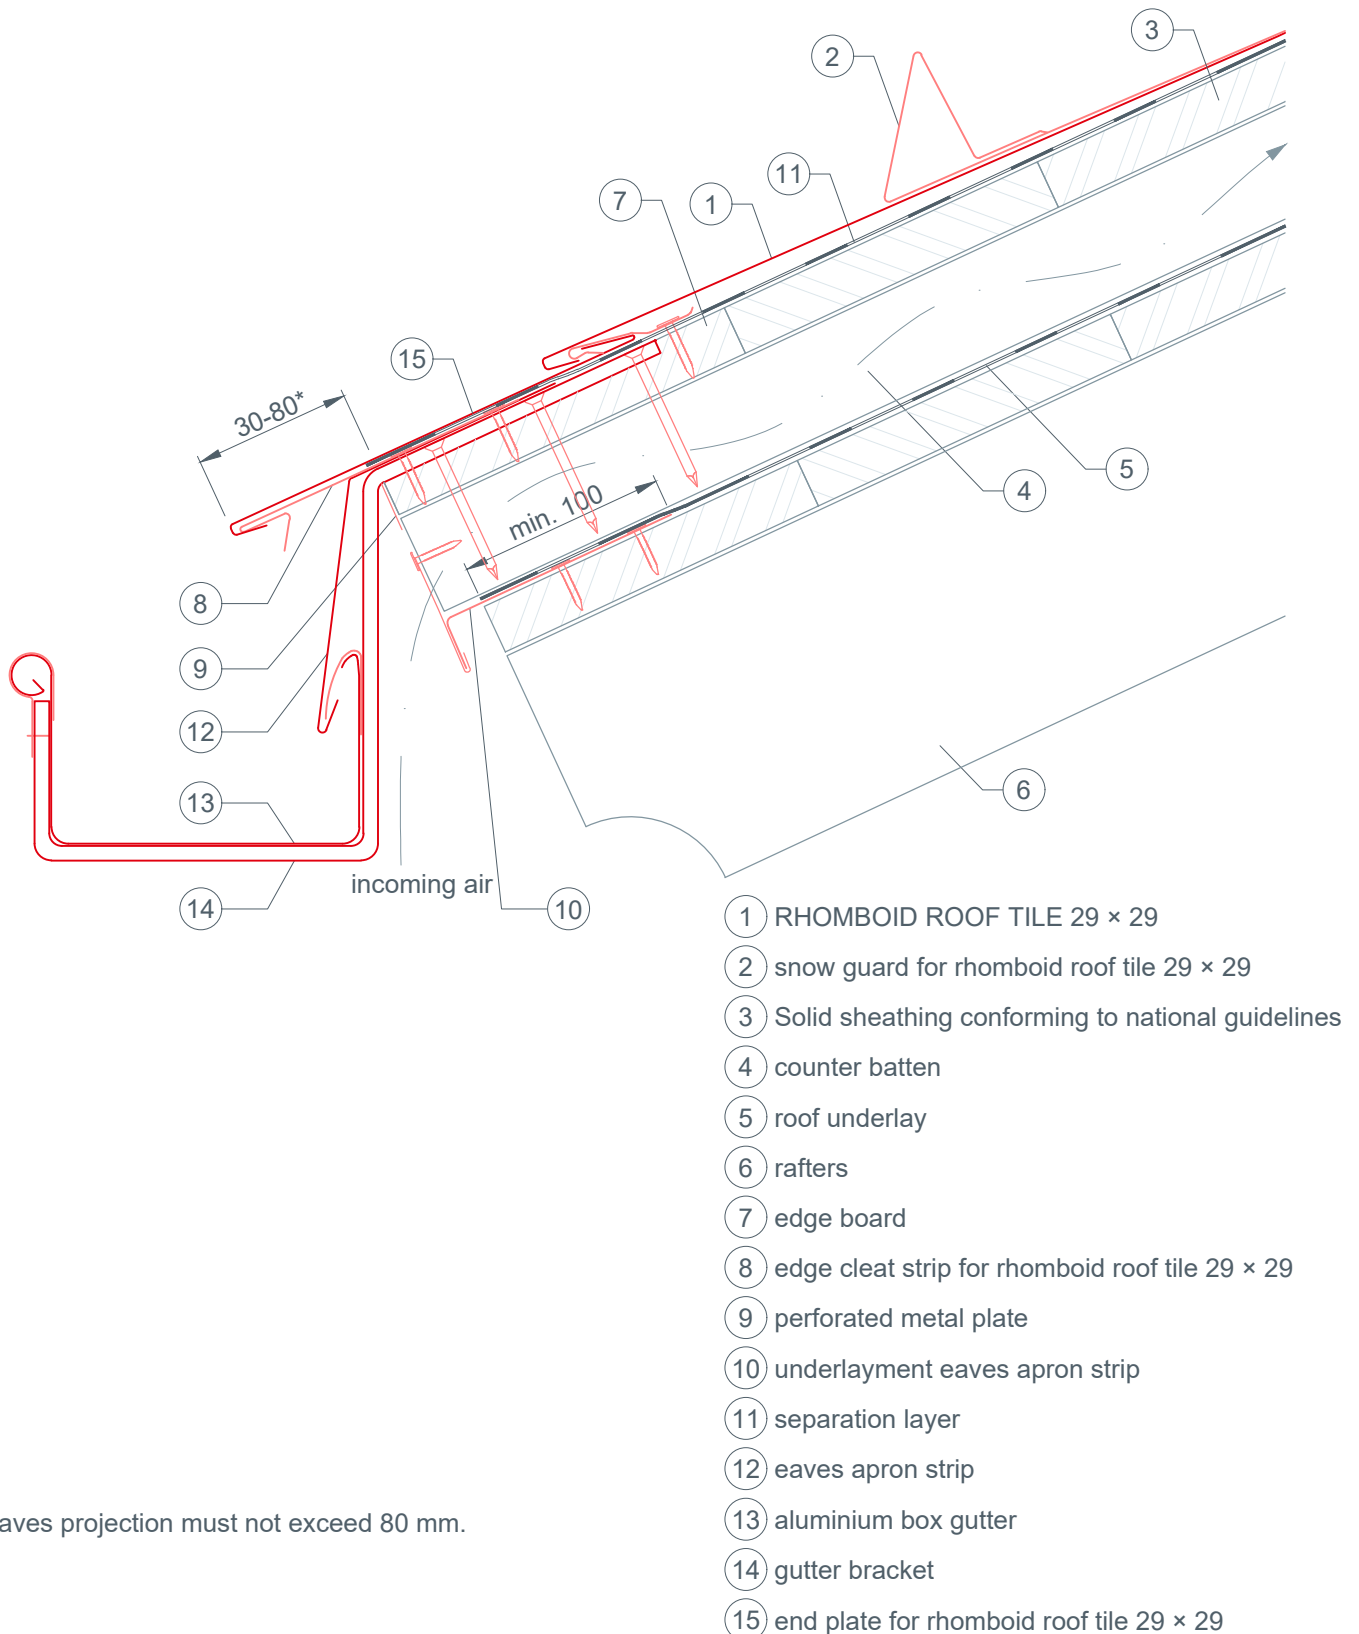 3
2
11
7
1
15
30-80*
5
4
min. 100
8
9
12
6
13
incoming air
14
10
1 RHOMBOID ROOF TILE 29 × 29
2 snow guard for rhomboid roof tile 29 × 29
3 Solid sheathing conforming to national guidelines
4 counter batten
5 roof underlay
6 rafters
7 edge board
8 edge cleat strip for rhomboid roof tile 29 × 29
9 perforated metal plate
10 underlayment eaves apron strip
11 separation layer
12 eaves apron strip
13 aluminium box gutter
aves projection must not exceed 80 mm.
14 gutter bracket
15 end plate for rhomboid roof tile 29 × 29